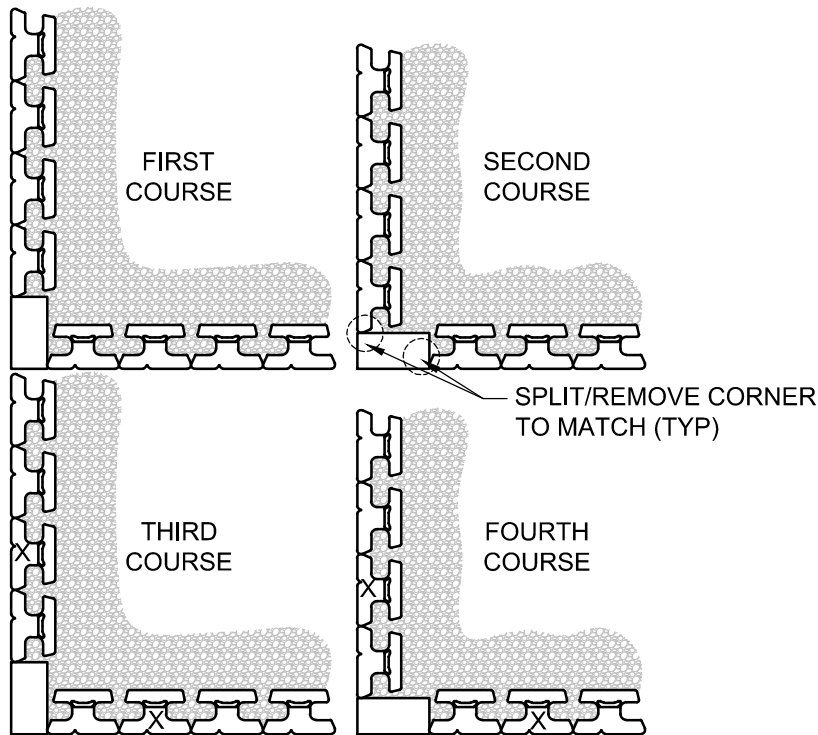 FIRST
COURSE
SECOND
COURSE
SPLIT/REMOVE CORNER
TO MATCH (TYP)
THIRD
COURSE
X
X
FOURTH
COURSE
X
X